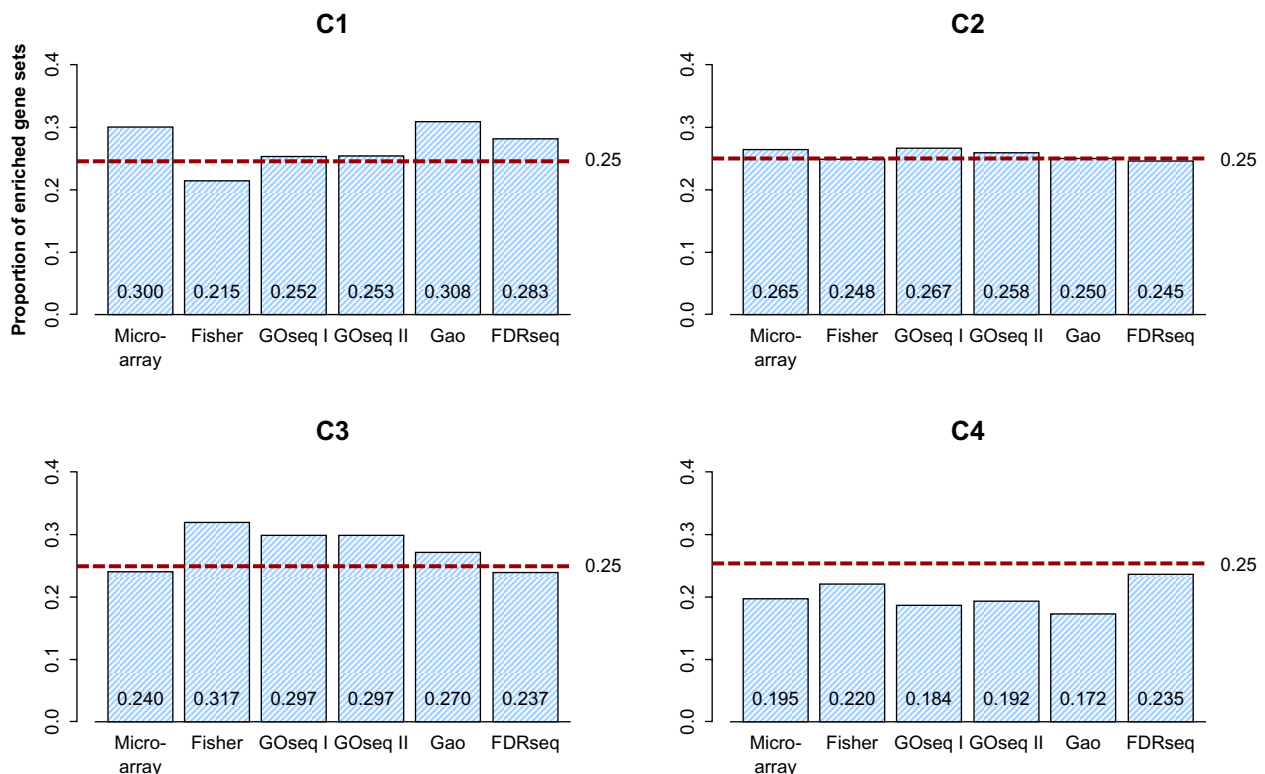 C1
Proportion of enriched gene sets
0.4
0.3
0.2
0.1
0.0
0.25
0.300 0.215 0.252 0.253 0.308 0.283
Micro-array Fisher GOseq I GOseq II Gao FDRseq
C2
0.4
0.3
0.2
0.1
0.0
0.25
0.265 0.248 0.267 0.258 0.250 0.245
Micro-array Fisher GOseq I GOseq II Gao FDRseq
C3
0.4
0.3
0.2
0.1
0.0
0.25
0.240 0.317 0.297 0.297 0.270 0.237
Micro-array Fisher GOseq I GOseq II Gao FDRseq
C4
0.4
0.3
0.2
0.1
0.0
0.25
0.195 0.220 0.184 0.192 0.172 0.235
Micro-array Fisher GOseq I GOseq II Gao FDRseq